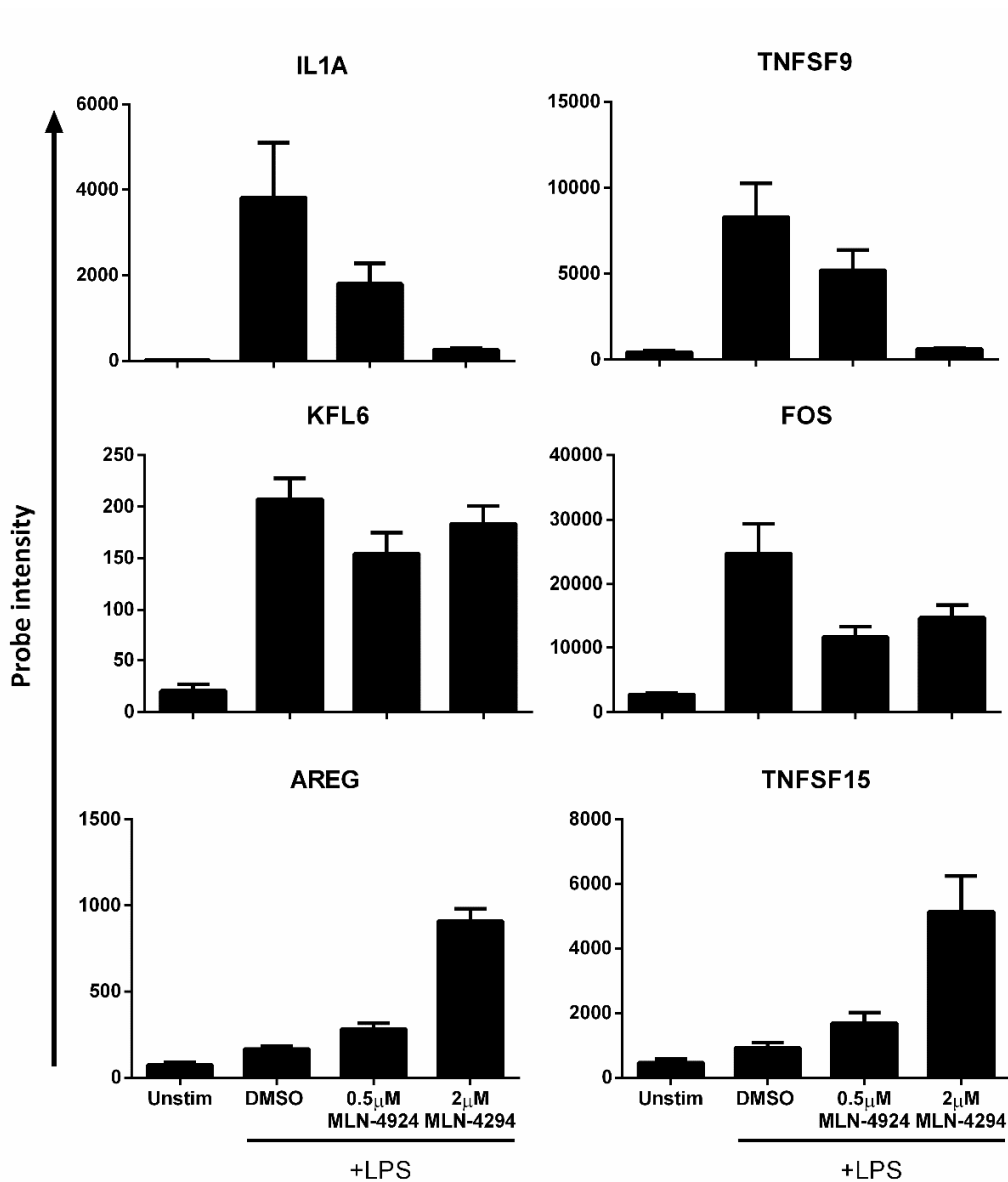 IL1A
TNFSF9
6000
4000
2000
0
15000
10000
5000
0
KFL6
FOS
250
200
150
100
50
0
40000
30000
20000
10000
0
Probe intensity
AREG
TNFSF15
1500
1000
500
0
8000
6000
4000
2000
0
Unstim DMSO 0.5µM 2µM Unstim DMSO 0.5µM 2µM
MLN-4924 MLN-4294 MLN-4924 MLN-4294
+LPS +LPS